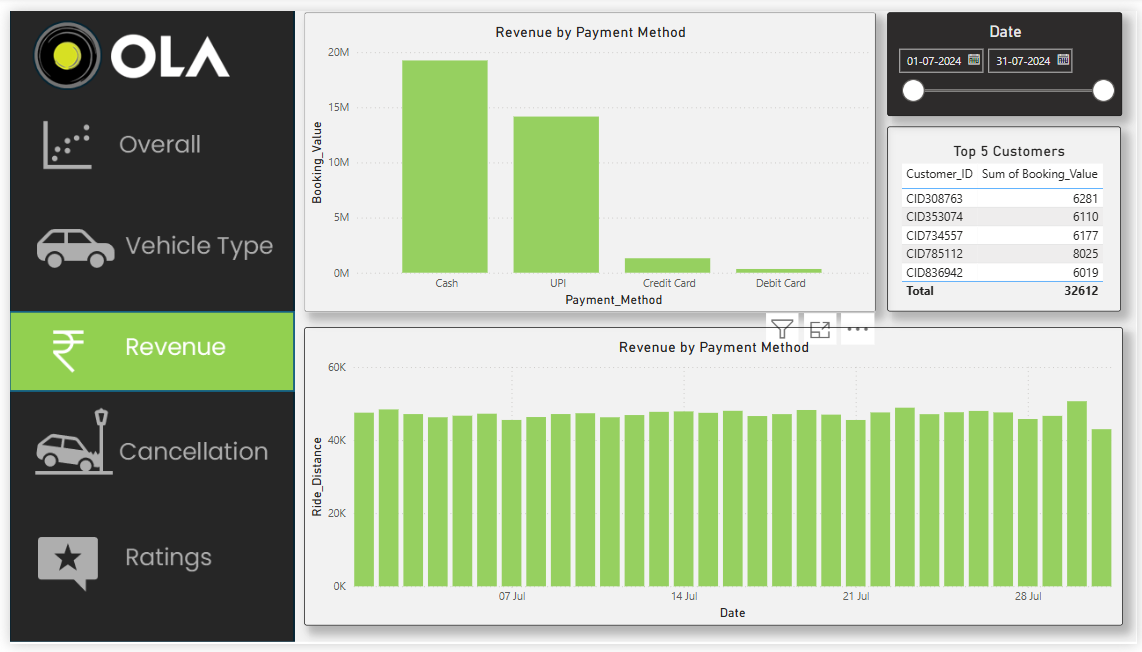 OLA
Overall
Vehicle Type
₹
Revenue
Cancellation
Ratings
Revenue by Payment Method
20M
15M
10M
5M
0M
Booking_Value
Cash UPI Credit Card Debit Card
Payment_Method
Date
01-07-2024 31-07-2024
Top 5 Customers
Customer_ID Sum of Booking_Value
CID308763 6281
CID353074 6110
CID734557 6177
CID785112 8025
CID836942 6019
Total 32612
Revenue by Payment Method
60K
40K
20K
0K
Ride_Distance
07 Jul 14 Jul 21 Jul 28 Jul
Date